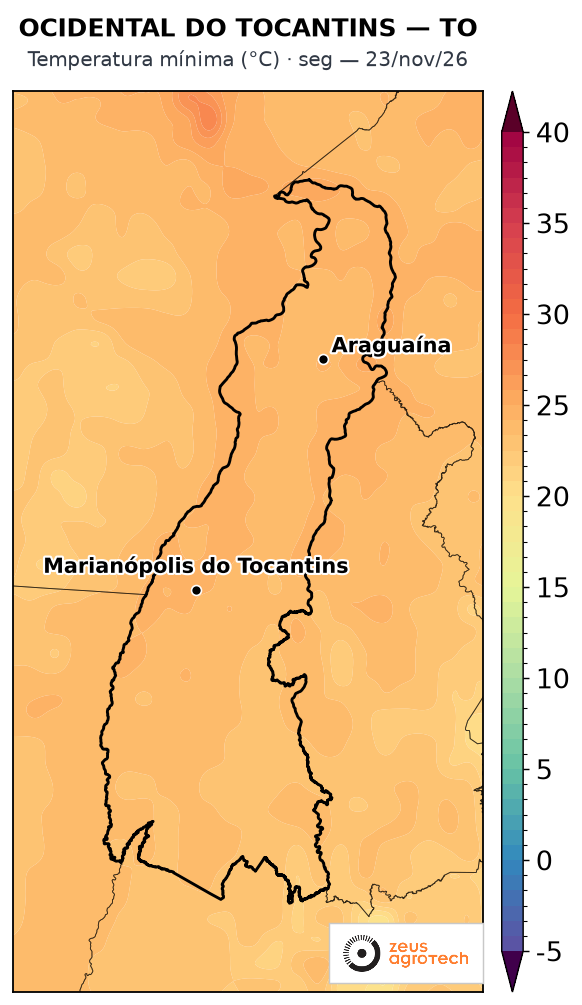 OCIDENTAL DO TOCANTINS — TO
Temperatura mínima (°C) · seg — 23/nov/26
40
35
30
25
20
15
10
5
0
-5
Araguaína
Marianópolis do Tocantins
zeus
agrotech